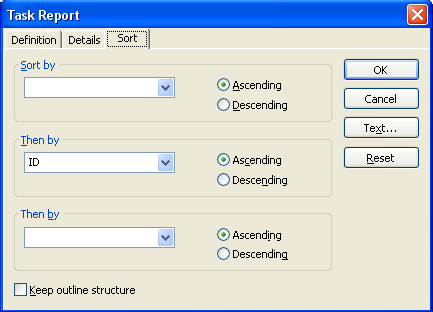 Task Report
Definition Details Sort
Sort by
Ascending
Descending
Then by
ID
Ascending
Descending
Then by
Ascending
Descending
Keep outline structure
OK
Cancel
Text...
Reset